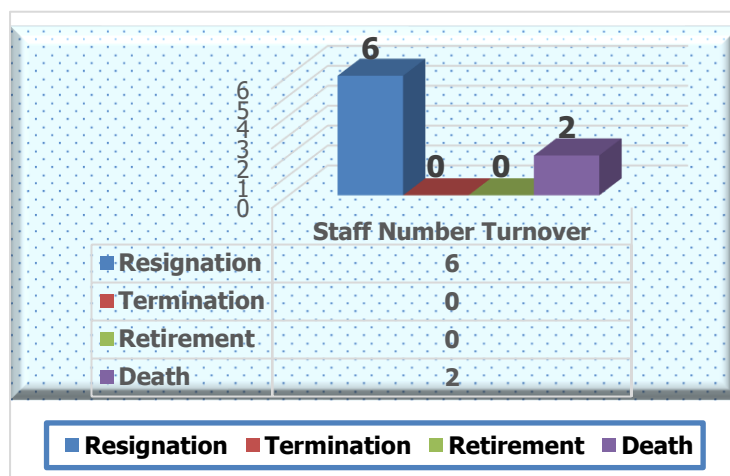 6
0
0
2
6
5
4
3
2
1
0
Staff Number Turnover
Resignation 6
Termination 0
Retirement 0
Death 2
Resignation Termination Retirement Death